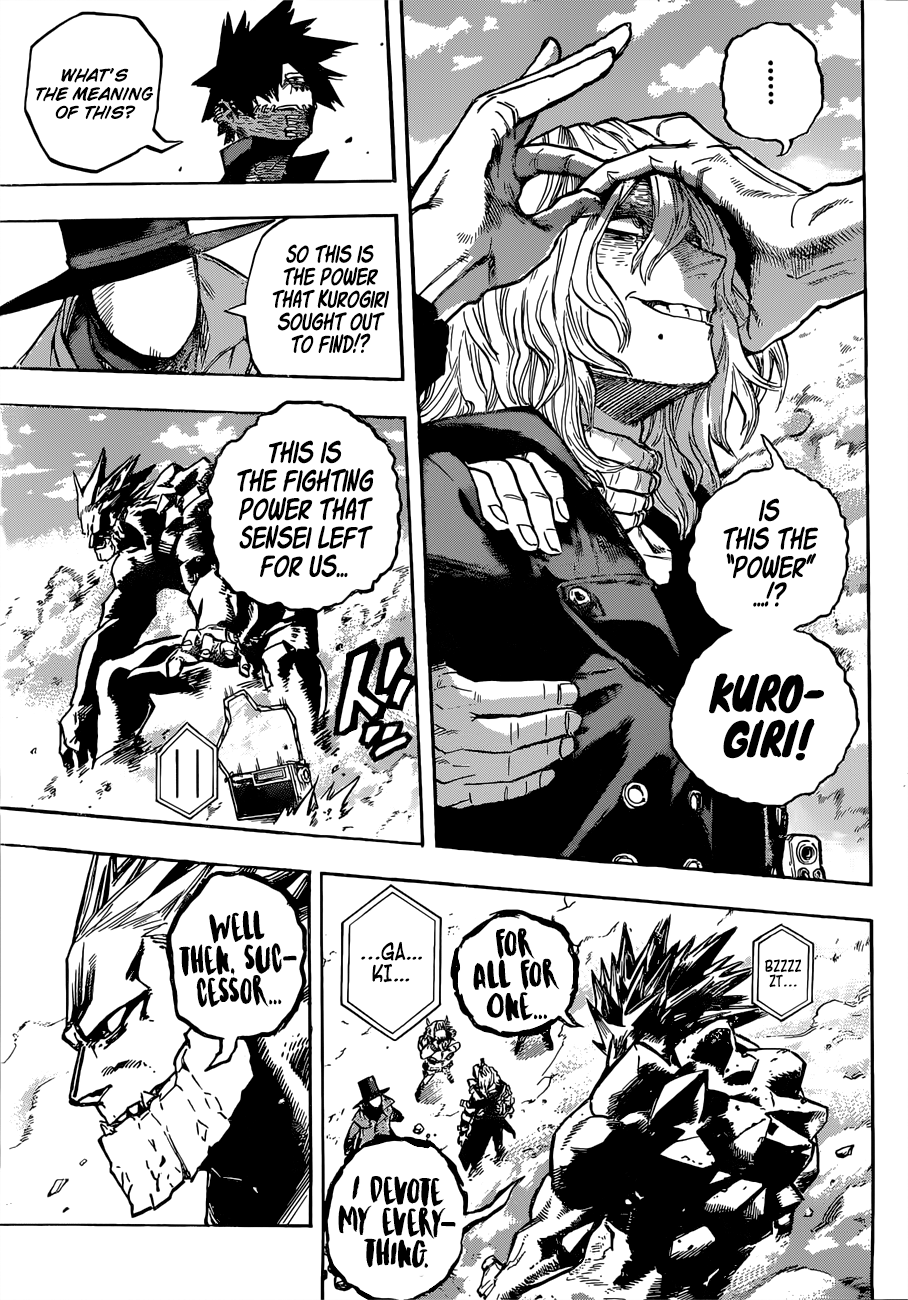 ......
IS
THIS THE
"POWER"
...!?
KURO-
GIRI!
WHAT'S
THE MEANING
OF THIS?
SO THIS IS
THE POWER
THAT KUROGIRI
SOUGHT OUT
TO FIND!?
THIS IS
THE FIGHTING
POWER THAT
SENSEI LEFT
FOR US...
ドッ
BZZZZ
ZT...
FOR
ALL FOR
ONE...
...GA...
KI...
I DEVOTE
MY EVERY-
THING.
WELL
THEN, SUC-
CESSOR...